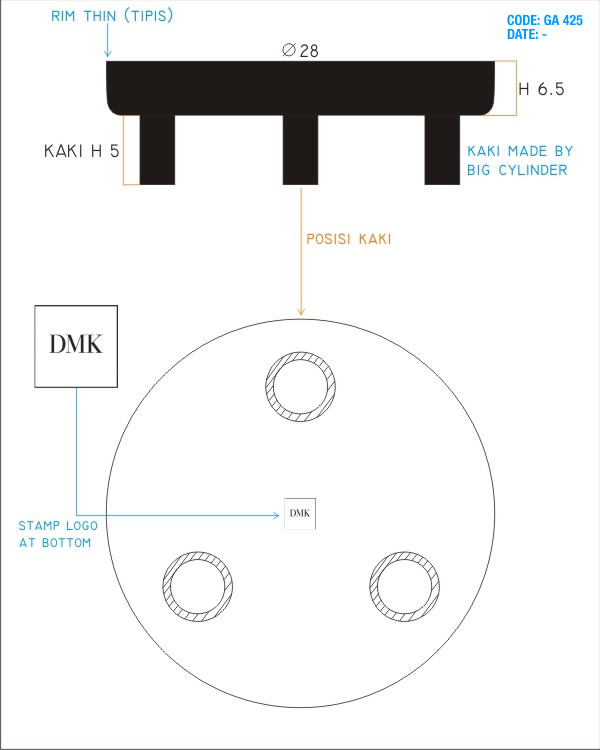 RIM THIN (TIPIS)
CODE: GA 425
DATE: -
Ø 28
H 6.5
KAKI H 5
KAKI MADE BY
BIG CYLINDER
POSISI KAKI
DMK
DMK
STAMP LOGO
AT BOTTOM